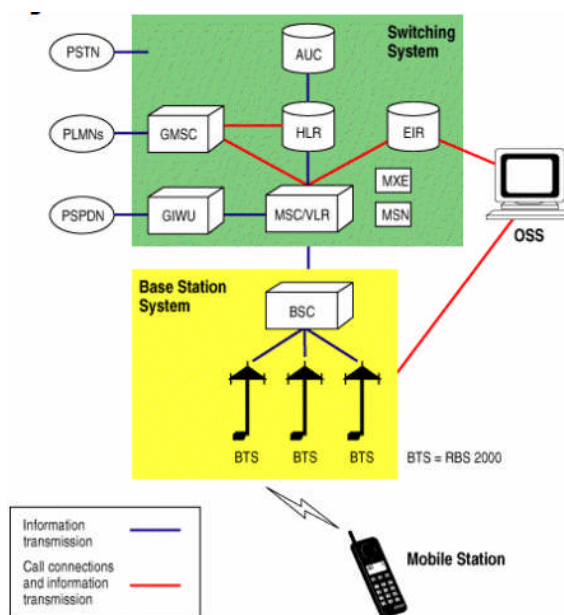 Switching
System
PSTN
AUC
PLMNs
GMSC
HLR
EIR
MXE
PSPDN
GIWU
MSC/VLR
MSN
OSS
Base Station
System
BSC
BTS
BTS
BTS
BTS = RBS 2000
Information
transmission
Call connections
and information
transmission
Mobile Station